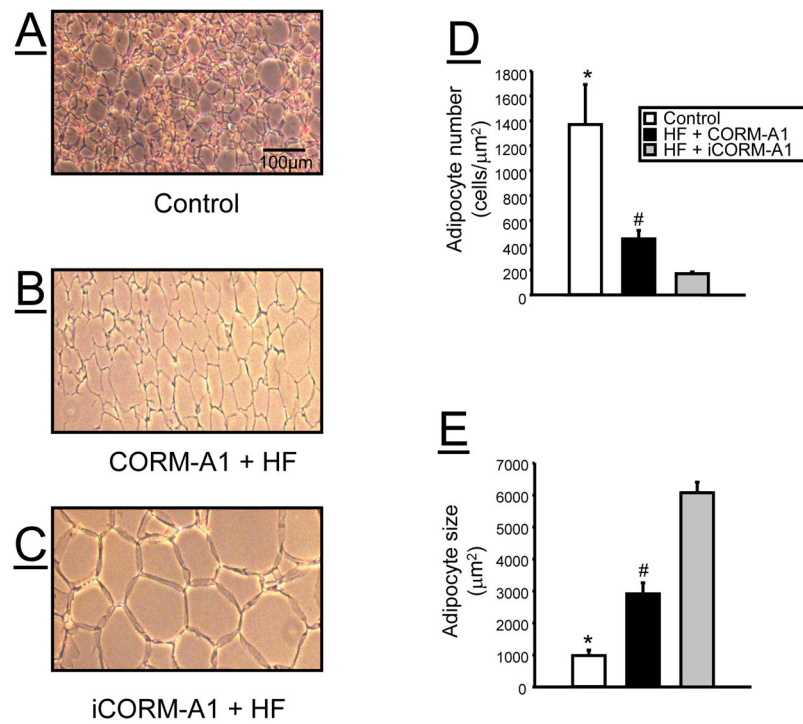 A
100μm
Control
B
CORM-A1 + HF
C
iCORM-A1 + HF
D
Adipocyte number
(cells/μm²)
1800
1600
1400
1200
1000
800
600
400
200
0
*
#
Control
HF + CORM-A1
HF + iCORM-A1
E
Adipocyte size
(μm²)
7000
6000
5000
4000
3000
2000
1000
0
*
#